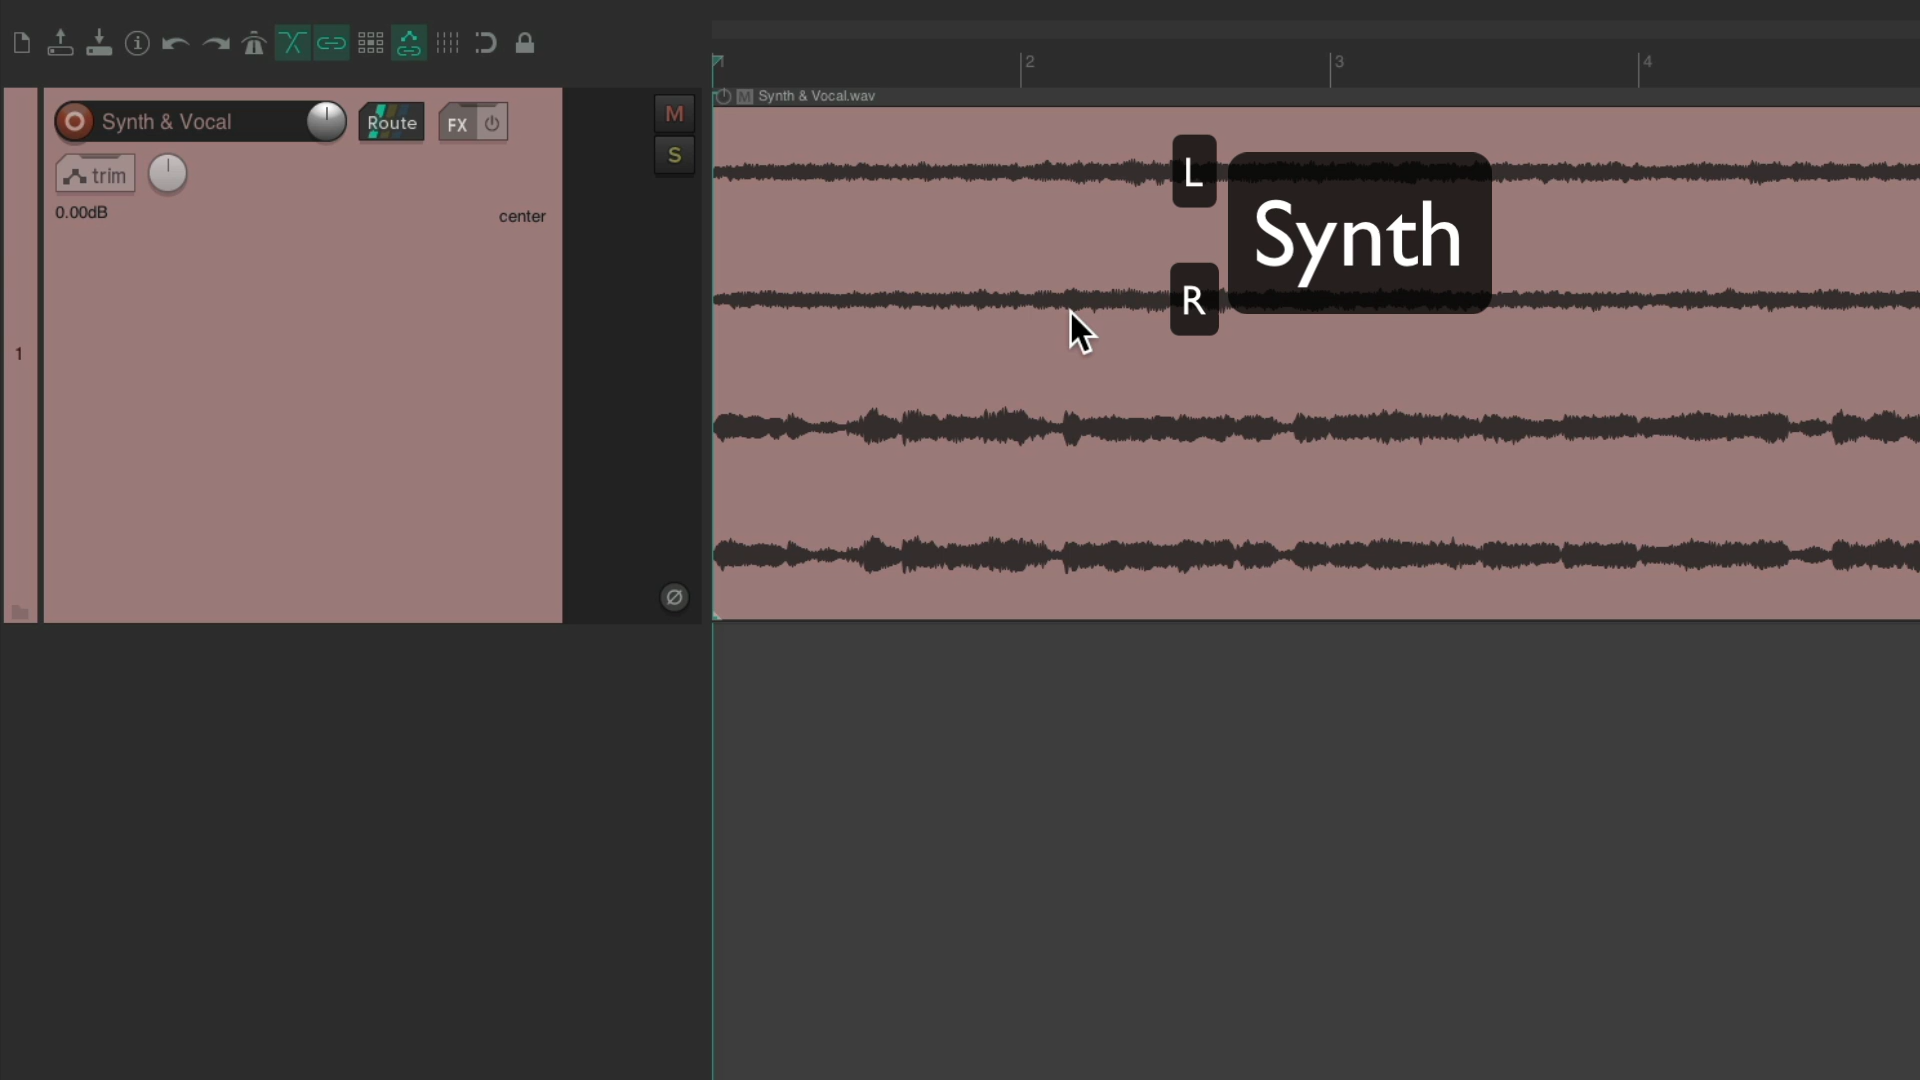 2
3
4
M Synth & Vocal.wav
Synth & Vocal
Route
FX
M
S
trim
0.00dB
center
L
R
Synth
1